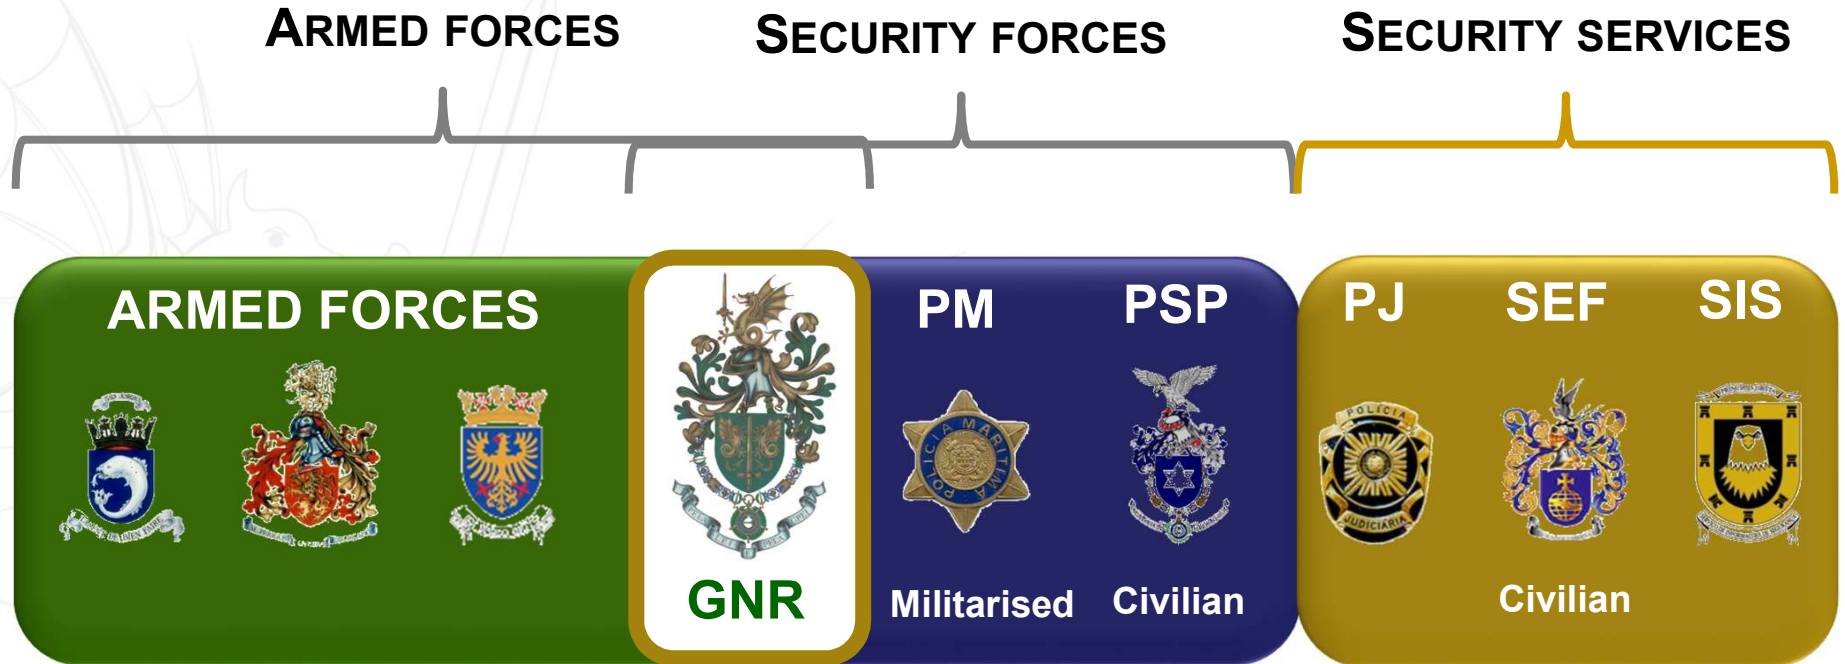 ARMED FORCES
SECURITY FORCES
SECURITY SERVICES
ARMED FORCES
GNR
PM
POLICIA MARITIMA
Militarised
PSP
Civilian
PJ
POLICIA
JUDICIARIA
SEF
SIS
Civilian